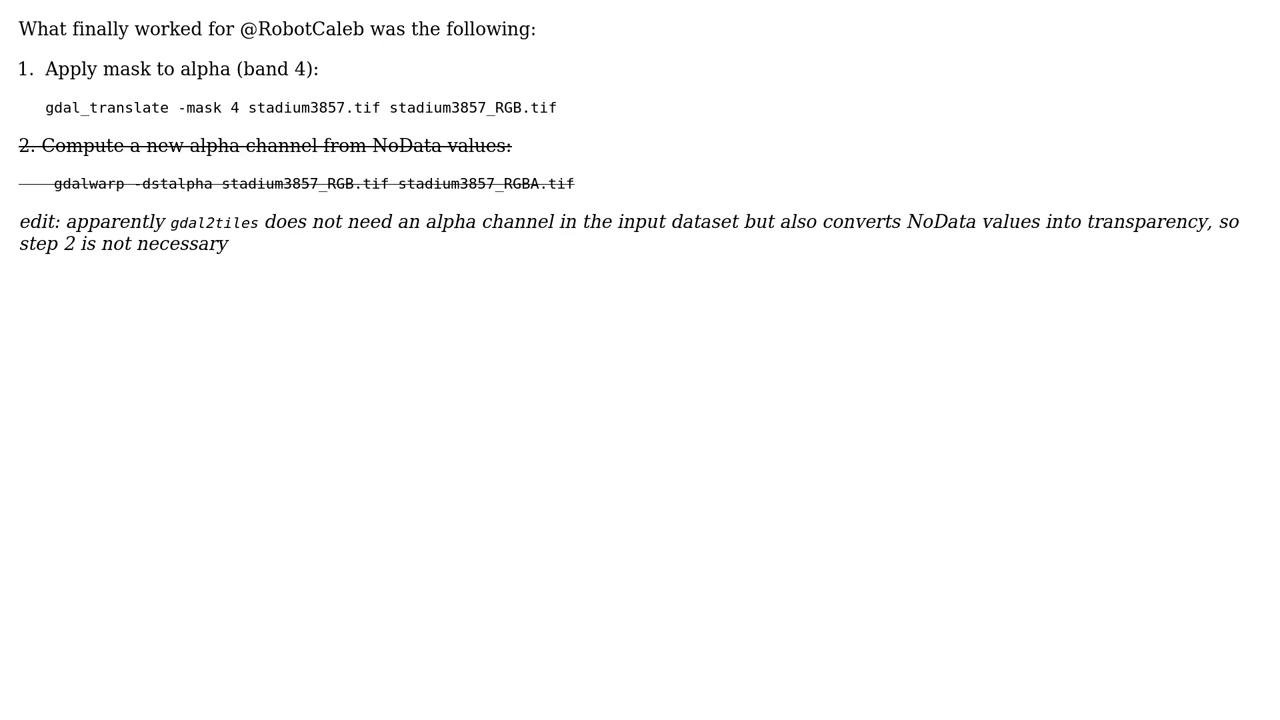 What finally worked for @RobotCaleb was the following:
1. Apply mask to alpha (band 4):
gdal_translate -mask 4 stadium3857.tif stadium3857_RGB.tif
2. Compute a new alpha channel from NoData values:
gdalwarp -dstalpha stadium3857_RGB.tif stadium3857_RGBA.tif
edit: apparently gdal2tiles does not need an alpha channel in the input dataset but also converts NoData values into transparency, so
step 2 is not necessary